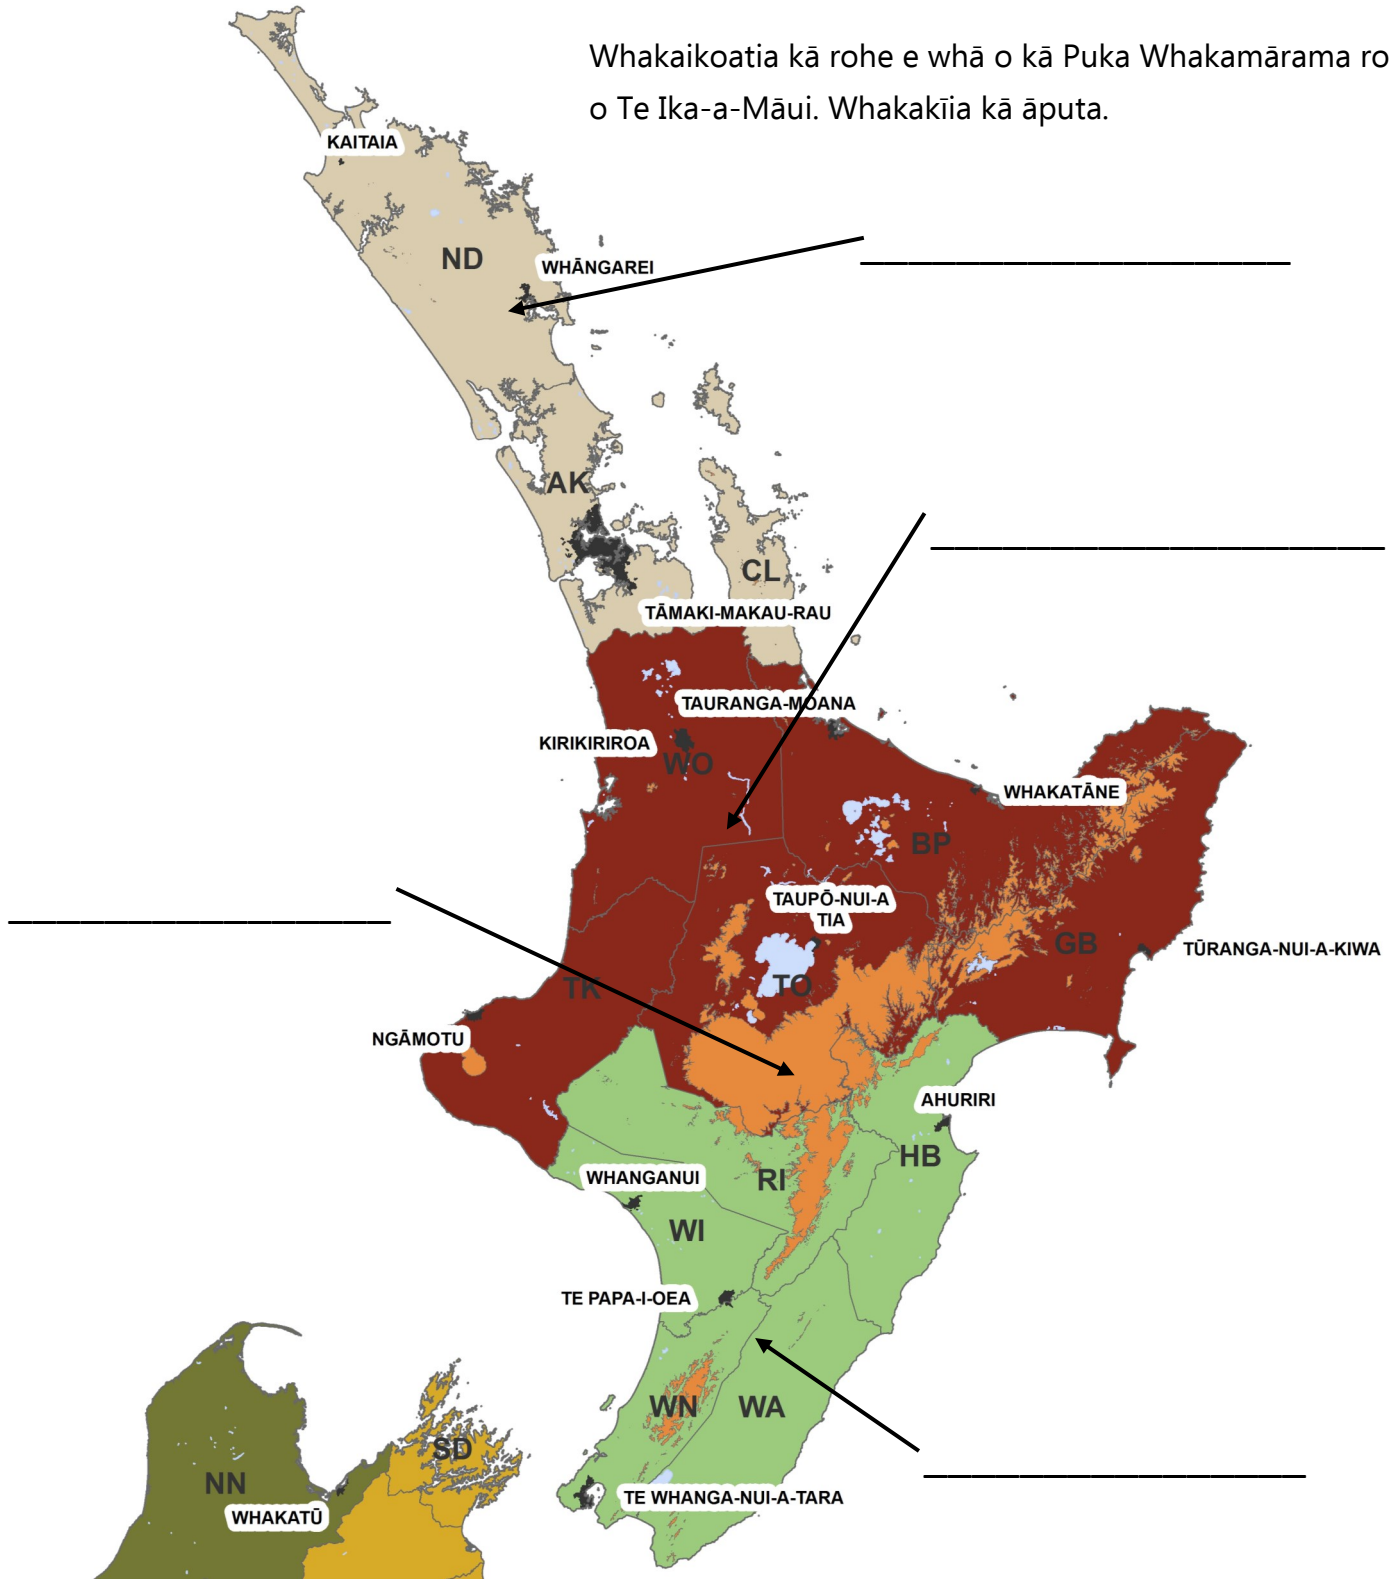 Whakaikoatia kā rohe e whā o kā Puka Whakamārama ro
o Te Ika-a-Māui. Whakakīia kā āputa.
KAITAIA
ND
WHĀNGAREI
AK
CL
TĀMAKI-MAKAU-RAU
TAURANGA-MOANA
KIRIKIRIROA
WO
WHAKATĀNE
BP
TAUPŌ-NUI-A
TIA
GB
TŪRANGA-NUI-A-KIWA
TK
TO
NGĀMOTU
AHURIRI
HB
WHANGANUI
RI
WI
TE PAPA-I-OEA
WN
WA
SD
NN
TE WHANGA-NUI-A-TARA
WHAKATŪ